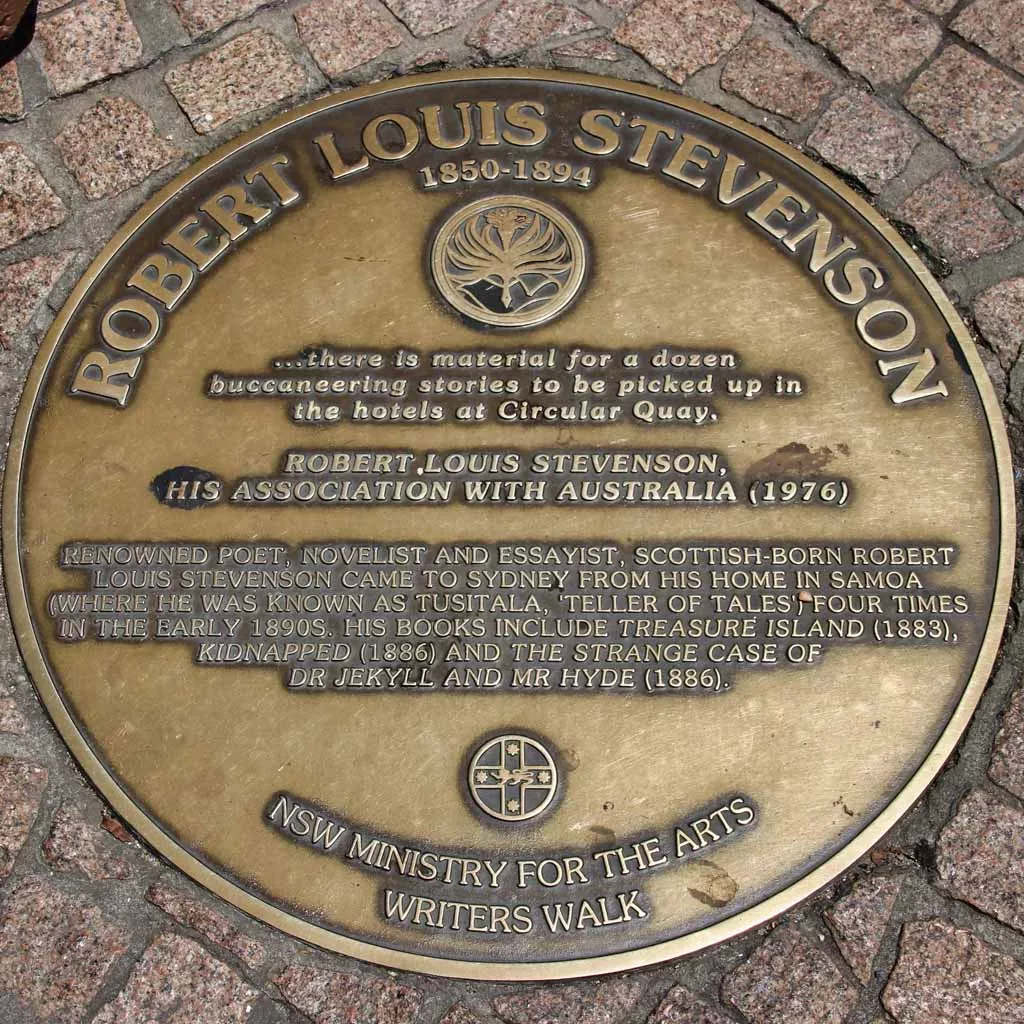 ROBERT LOUIS STEVENSON
1850-1894
...there is material for a dozen
buccaneering stories to be picked up in
the hotels at Circular Quay.
ROBERT LOUIS STEVENSON,
HIS ASSOCIATION WITH AUSTRALIA (1976)
RENOWNED POET, NOVELIST AND ESSAYIST, SCOTTISH-BORN ROBERT
LOUIS STEVENSON CAME TO SYDNEY FROM HIS HOME IN SAMOA
(WHERE HE WAS KNOWN AS TUSITALA, 'TELLER OF TALES') FOUR TIMES
IN THE EARLY 1890S. HIS BOOKS INCLUDE TREASURE ISLAND (1883),
KIDNAPPED (1886) AND THE STRANGE CASE OF
DR JEKYLL AND MR HYDE (1886).
NSW MINISTRY FOR THE ARTS
WRITERS WALK